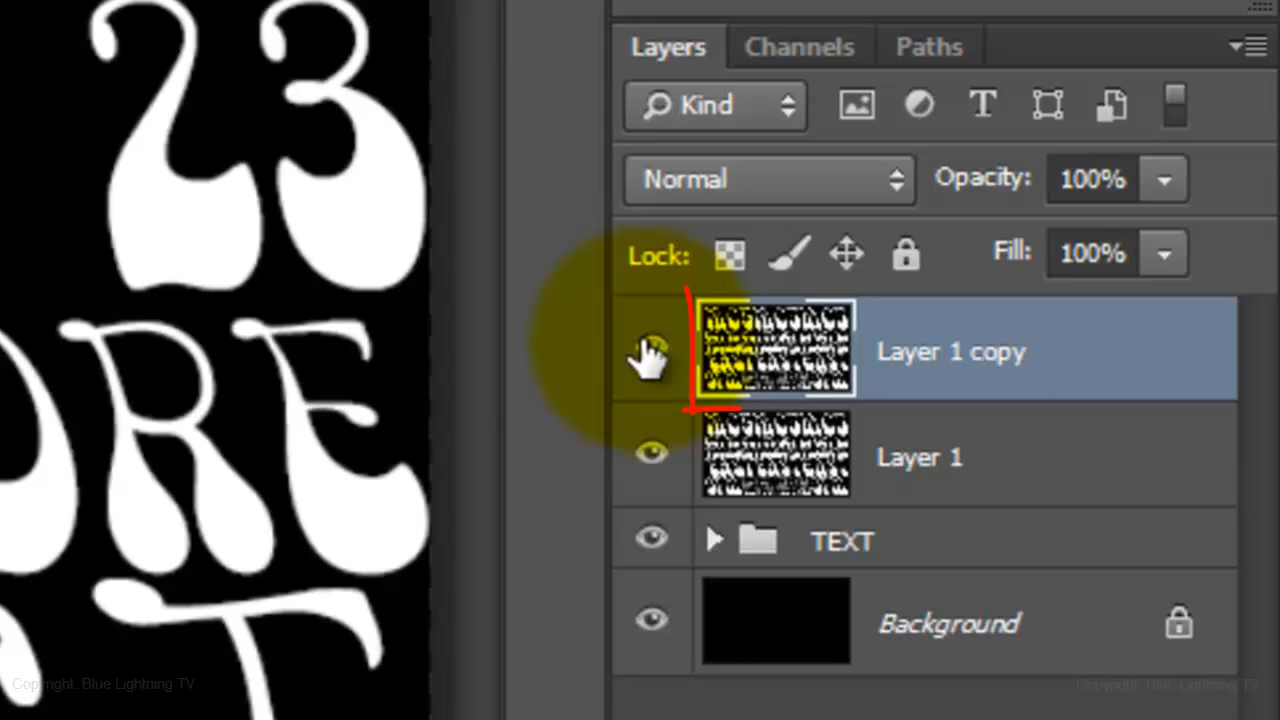 23
Layers Channels Paths
Kind T
Normal Opacity: 100%
Lock: Fill: 100%
ORE
Layer 1 copy
Layer 1
TEXT
T
Background
Copyright: Blue Lightning TV Copyright: Blue Lightning TV